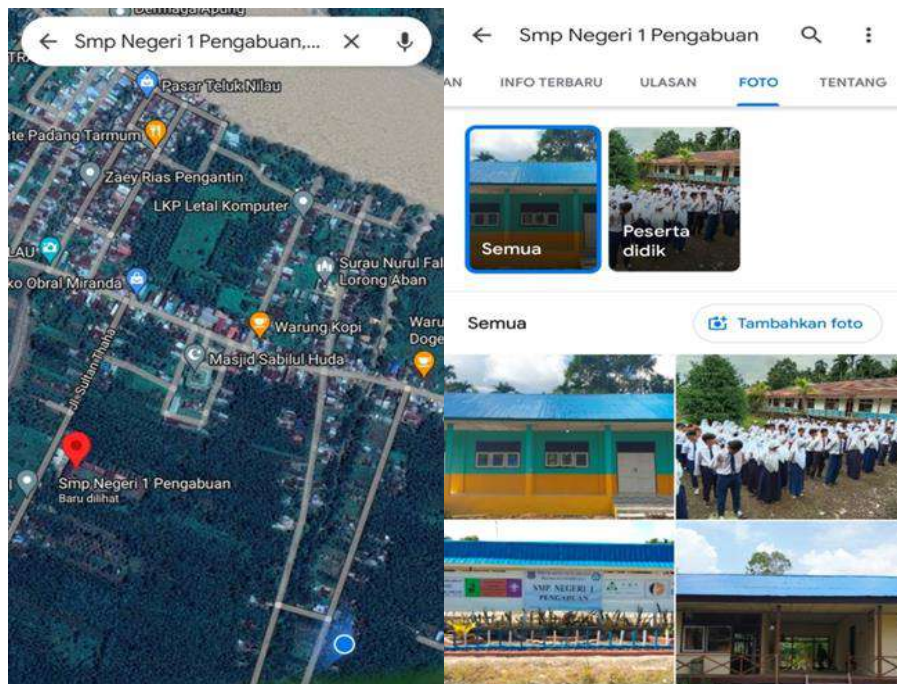 Dermaga Apung
Smp Negeri 1 Pengabuan,...
Pasar Teluk Nilau
te Padang Tarmum
Zaey Rias Pengantin
LKP Letal Komputer
LAU
Surau Nurul Fal
Lorong Aban
ko Obral Miranda
Warung Kopi
Waru
Doge
Masjid Sabilul Huda
Jl. Sultan Thaha
Smp Negeri 1 Pengabuan
Baru dilihat
Smp Negeri 1 Pengabuan
AN INFO TERBARU ULASAN FOTO TENTANG
Semua
Peserta
didik
Semua
Tambahkan foto
SMP NEGERI 1
PENGABUAN